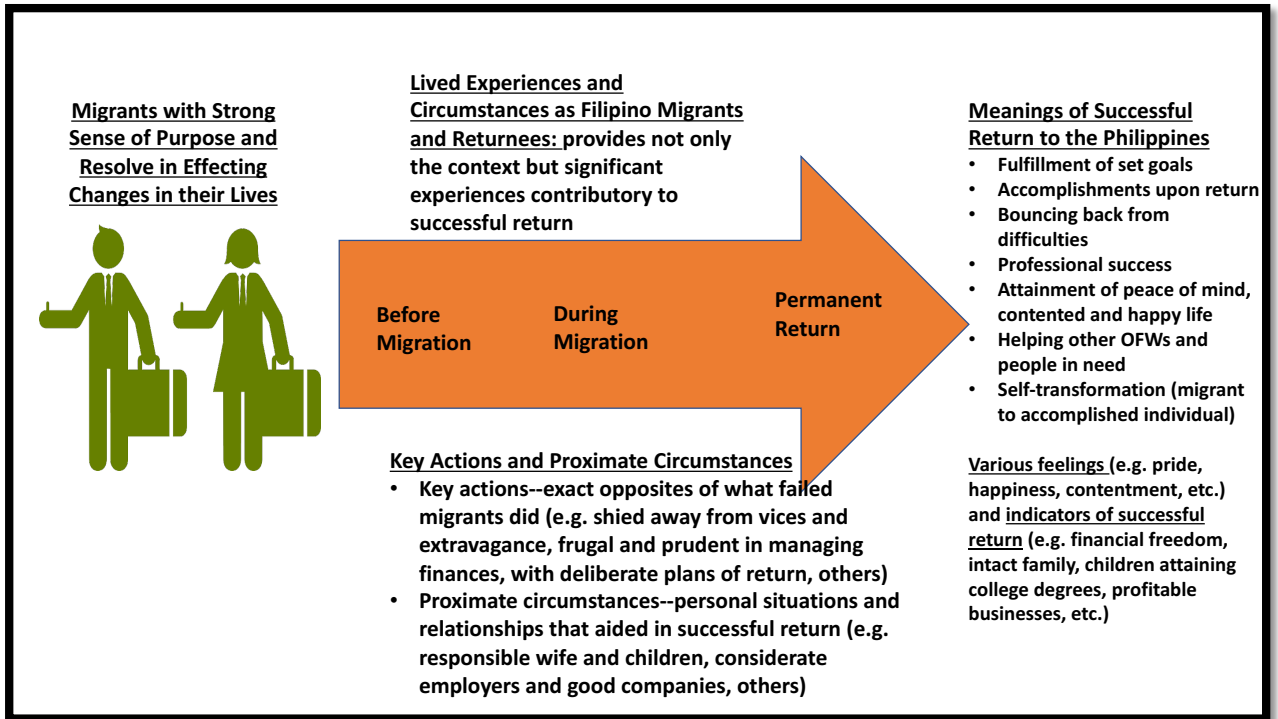 Migrants with Strong
Sense of Purpose and
Resolve in Effecting
Changes in their Lives
Lived Experiences and
Circumstances as Filipino Migrants
and Returnees: provides not only
the context but significant
experiences contributory to
successful return
Before
Migration
During
Migration
Permanent
Return
Key Actions and Proximate Circumstances
• Key actions--exact opposites of what failed
migrants did (e.g. shied away from vices and
extravagance, frugal and prudent in managing
finances, with deliberate plans of return, others)
• Proximate circumstances--personal situations and
relationships that aided in successful return (e.g.
responsible wife and children, considerate
employers and good companies, others)
Meanings of Successful
Return to the Philippines
• Fulfillment of set goals
• Accomplishments upon return
• Bouncing back from
difficulties
• Professional success
• Attainment of peace of mind,
contented and happy life
• Helping other OFWs and
people in need
• Self-transformation (migrant
to accomplished individual)
Various feelings (e.g. pride,
happiness, contentment, etc.)
and indicators of successful
return (e.g. financial freedom,
intact family, children attaining
college degrees, profitable
businesses, etc.)